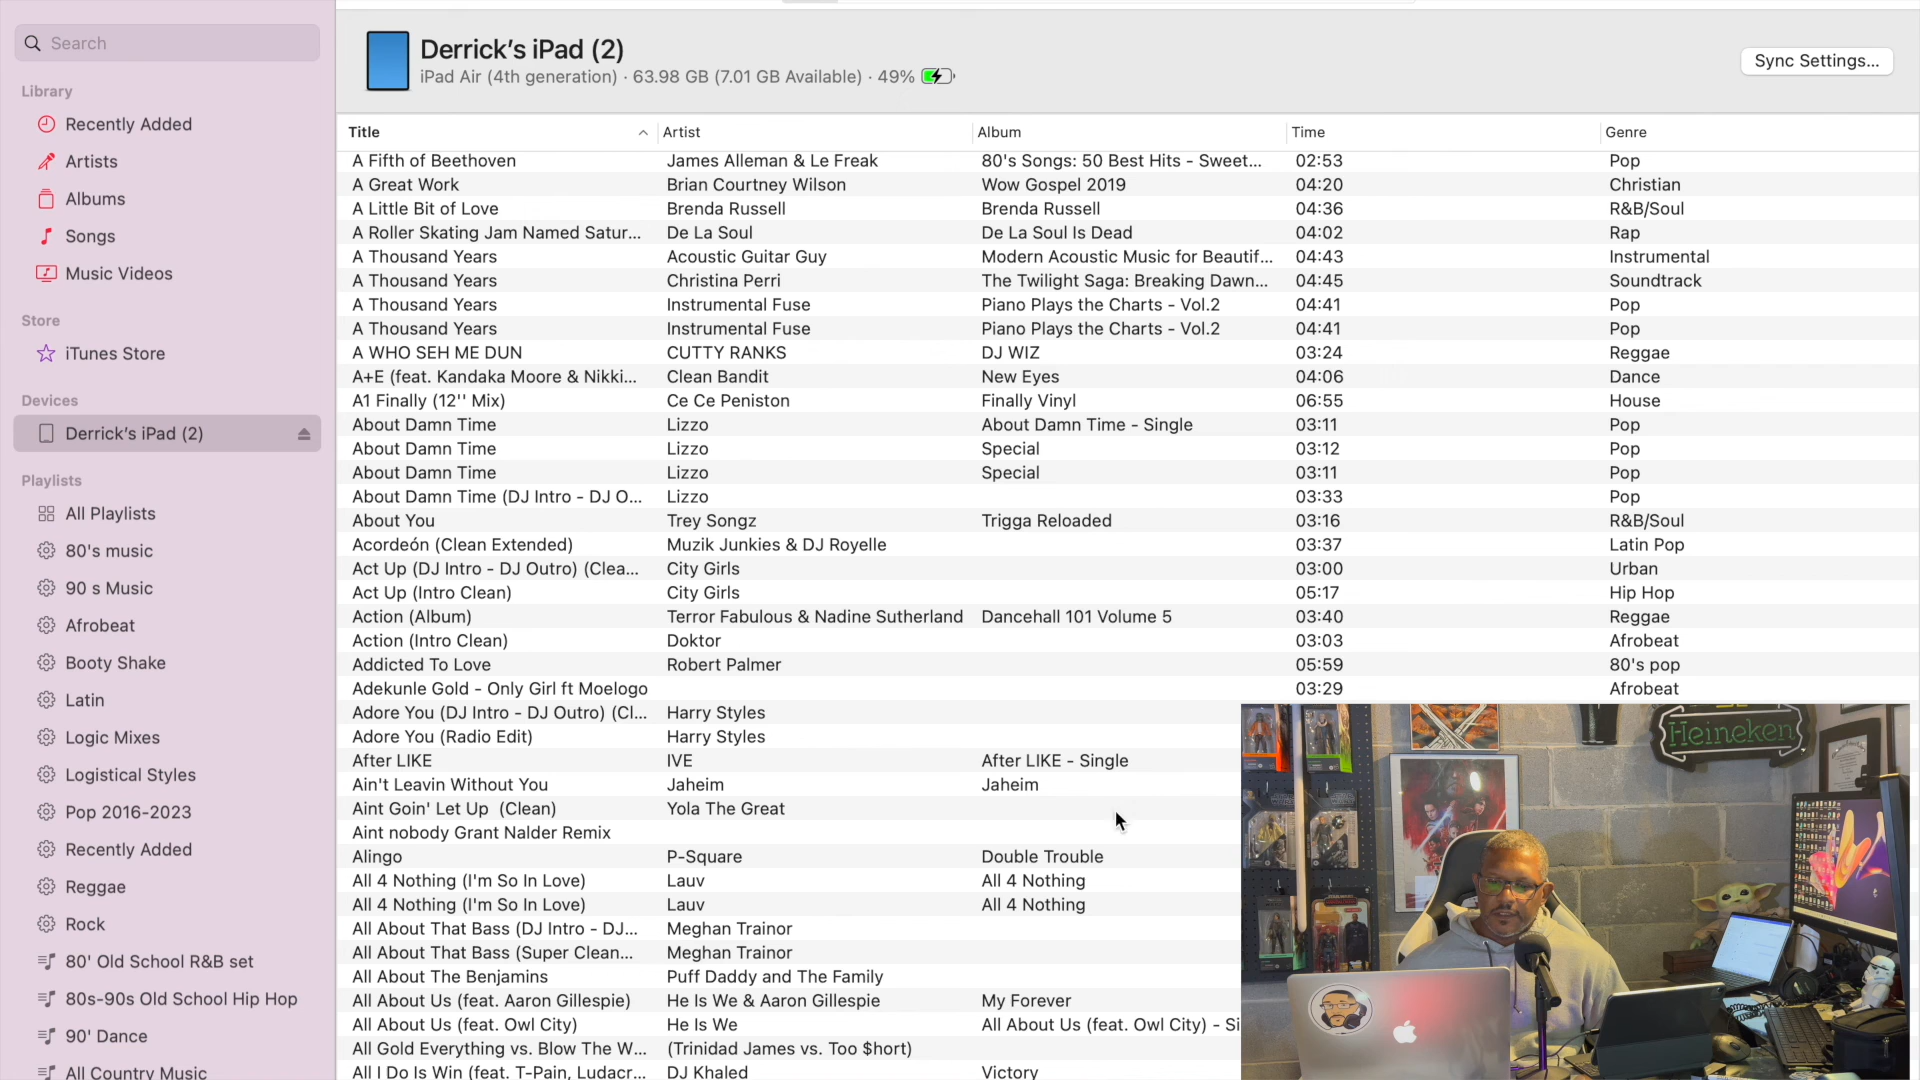 Search
Library
Recently Added
Artists
Albums
Songs
Music Videos
Store
iTunes Store
Devices
Derrick's iPad (2)
Playlists
All Playlists
80's music
90 s Music
Afrobeat
Booty Shake
Latin
Logic Mixes
Logistical Styles
Pop 2016-2023
Recently Added
Reggae
Rock
80' Old School R&B set
80s-90s Old School Hip Hop
90' Dance
All Country Music
Derrick's iPad (2)
iPad Air (4th generation) · 63.98 GB (7.01 GB Available) · 49%
Sync Settings...
Title Artist Album Time Genre
A Fifth of Beethoven James Alleman & Le Freak 80's Songs: 50 Best Hits - Sweet... 02:53 Pop
A Great Work Brian Courtney Wilson Wow Gospel 2019 04:20 Christian
A Little Bit of Love Brenda Russell Brenda Russell 04:36 R&B/Soul
A Roller Skating Jam Named Satur... De La Soul De La Soul Is Dead 04:02 Rap
A Thousand Years Acoustic Guitar Guy Modern Acoustic Music for Beautif... 04:43 Instrumental
A Thousand Years Christina Perri The Twilight Saga: Breaking Dawn... 04:45 Soundtrack
A Thousand Years Instrumental Fuse Piano Plays the Charts - Vol.2 04:41 Pop
A Thousand Years Instrumental Fuse Piano Plays the Charts - Vol.2 04:41 Pop
A WHO SEH ME DUN CUTTY RANKS DJ WIZ 03:24 Reggae
A+E (feat. Kandaka Moore & Nikki... Clean Bandit New Eyes 04:06 Dance
A1 Finally (12'' Mix) Ce Ce Peniston Finally Vinyl 06:55 House
About Damn Time Lizzo About Damn Time - Single 03:11 Pop
About Damn Time Lizzo Special 03:12 Pop
About Damn Time Lizzo Special 03:11 Pop
About Damn Time (DJ Intro - DJ O... Lizzo 03:33 Pop
About You Trey Songz Trigga Reloaded 03:16 R&B/Soul
Acordeón (Clean Extended) Muzik Junkies & DJ Royelle 03:37 Latin Pop
Act Up (DJ Intro - DJ Outro) (Clea... City Girls 03:00 Urban
Act Up (Intro Clean) City Girls 05:17 Hip Hop
Action (Album) Terror Fabulous & Nadine Sutherland Dancehall 101 Volume 5 03:40 Reggae
Action (Intro Clean) Doktor 03:03 Afrobeat
Addicted To Love Robert Palmer 05:59 80's pop
Adekunle Gold - Only Girl ft Moelogo 03:29 Afrobeat
Adore You (DJ Intro - DJ Outro) (Cl... Harry Styles
Adore You (Radio Edit) Harry Styles
After LIKE IVE After LIKE - Single
Ain't Leavin Without You Jaheim Jaheim
Aint Goin' Let Up (Clean) Yola The Great
Aint nobody Grant Nalder Remix
Alingo P-Square Double Trouble
All 4 Nothing (I'm So In Love) Lauv All 4 Nothing
All 4 Nothing (I'm So In Love) Lauv All 4 Nothing
All About That Bass (DJ Intro - DJ... Meghan Trainor
All About That Bass (Super Clean... Meghan Trainor
All About The Benjamins Puff Daddy and The Family
All About Us (feat. Aaron Gillespie) He Is We & Aaron Gillespie My Forever
All About Us (feat. Owl City) He Is We All About Us (feat. Owl City) - Si
All Gold Everything vs. Blow The W... (Trinidad James vs. Too $hort)
All I Do Is Win (feat. T-Pain, Ludacr... DJ Khaled Victory
Heineken